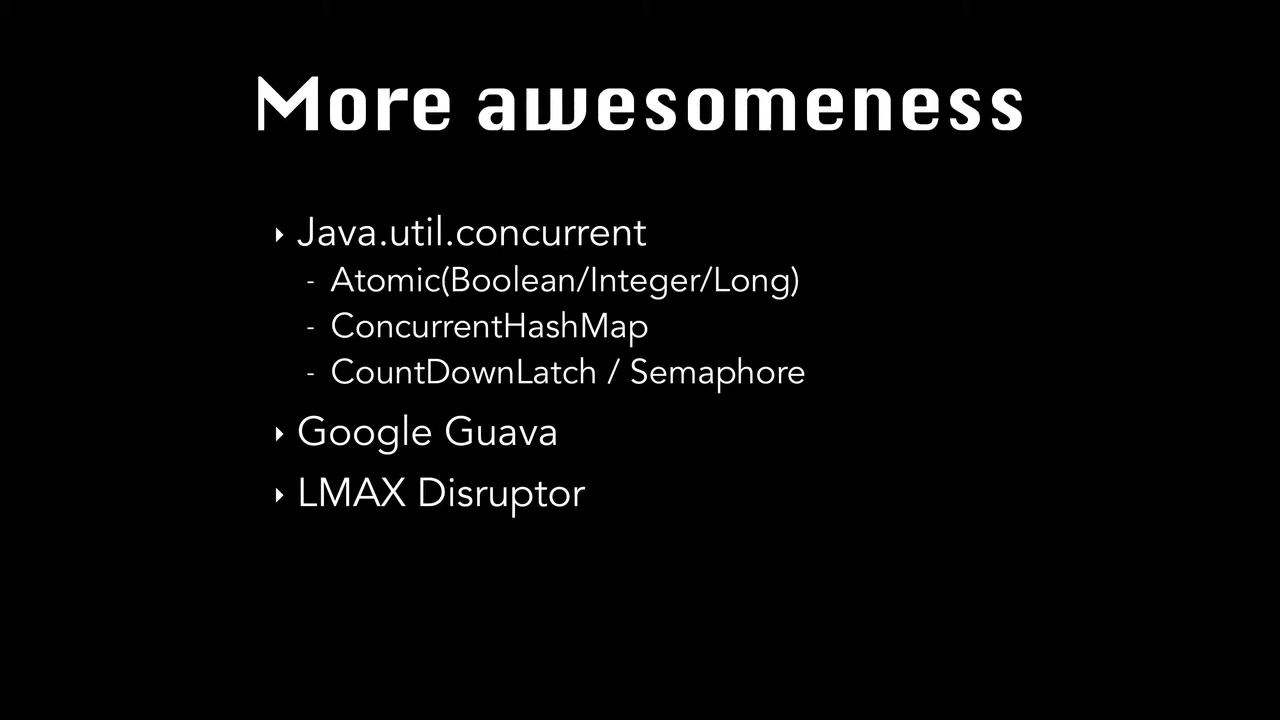 More awesomeness
‣ Java.util.concurrent
- Atomic(Boolean/Integer/Long)
- ConcurrentHashMap
- CountDownLatch / Semaphore
‣ Google Guava
‣ LMAX Disruptor